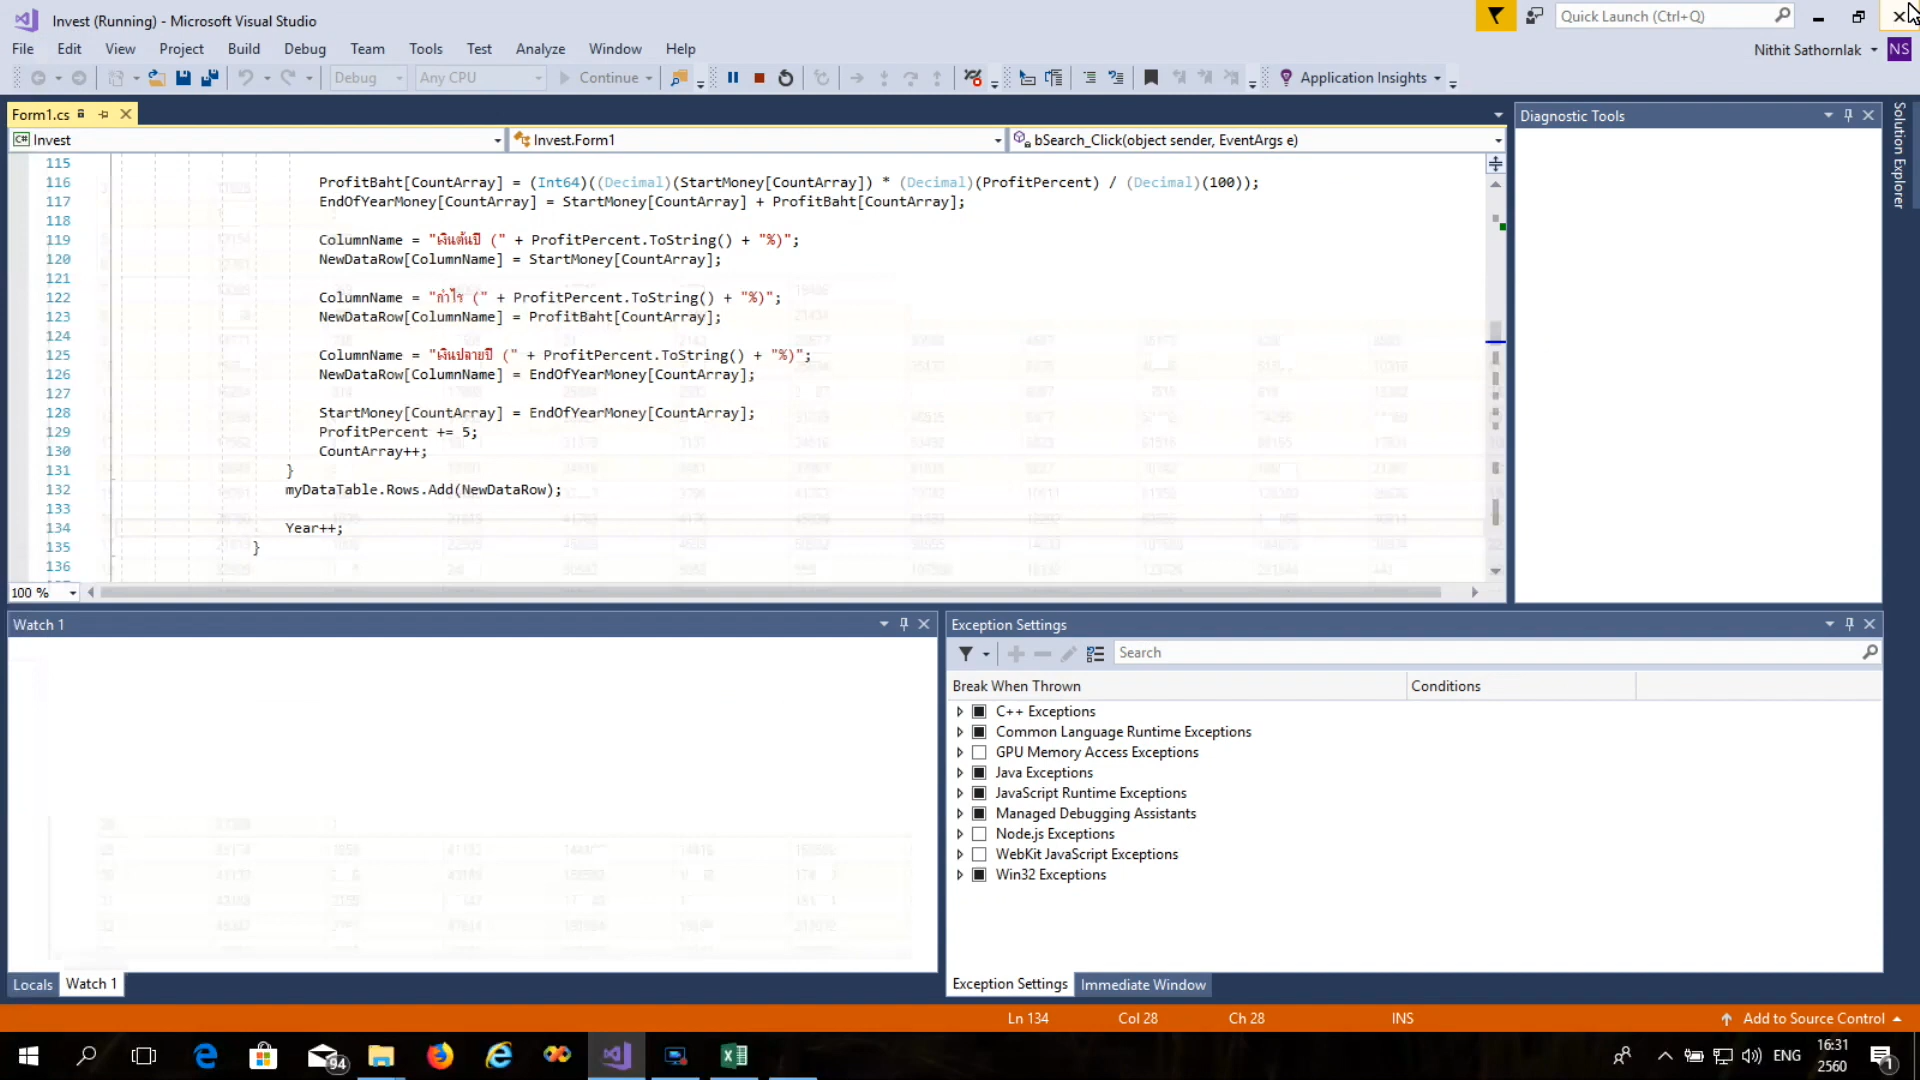 Invest (Running) - Microsoft Visual Studio
Quick Launch (Ctrl+Q)
File Edit View Project Build Debug Team Tools Test Analyze Window Help
Nithit Sathornlak NS
Debug Any CPU Continue Application Insights
Form1.cs
Invest Invest.Form1 bSearch_Click(object sender, EventArgs e)
115
116 ProfitBaht[CountArray] = (Int64)((Decimal)(StartMoney[CountArray]) * (Decimal)(ProfitPercent) / (Decimal)(100));
117 EndOfYearMoney[CountArray] = StartMoney[CountArray] + ProfitBaht[CountArray];
118
119 ColumnName = "เงินต้นปี (" + ProfitPercent.ToString() + "%)";
120 NewDataRow[ColumnName] = StartMoney[CountArray];
121
122 ColumnName = "กำไร (" + ProfitPercent.ToString() + "%)";
123 NewDataRow[ColumnName] = ProfitBaht[CountArray];
124
125 ColumnName = "เงินปลายปี (" + ProfitPercent.ToString() + "%)";
126 NewDataRow[ColumnName] = EndOfYearMoney[CountArray];
127
128 StartMoney[CountArray] = EndOfYearMoney[CountArray];
129 ProfitPercent += 5;
130 CountArray++;
131 }
132 myDataTable.Rows.Add(NewDataRow);
133
134 Year++;
135 }
136
100 %
Diagnostic Tools
Solution Explorer
Watch 1
Locals Watch 1
Exception Settings
Search
Break When Thrown Conditions
C++ Exceptions
Common Language Runtime Exceptions
GPU Memory Access Exceptions
Java Exceptions
JavaScript Runtime Exceptions
Managed Debugging Assistants
Node.js Exceptions
WebKit JavaScript Exceptions
Win32 Exceptions
Exception Settings Immediate Window
Ln 134 Col 28 Ch 28 INS Add to Source Control
94 ENG 16:31
2560 1